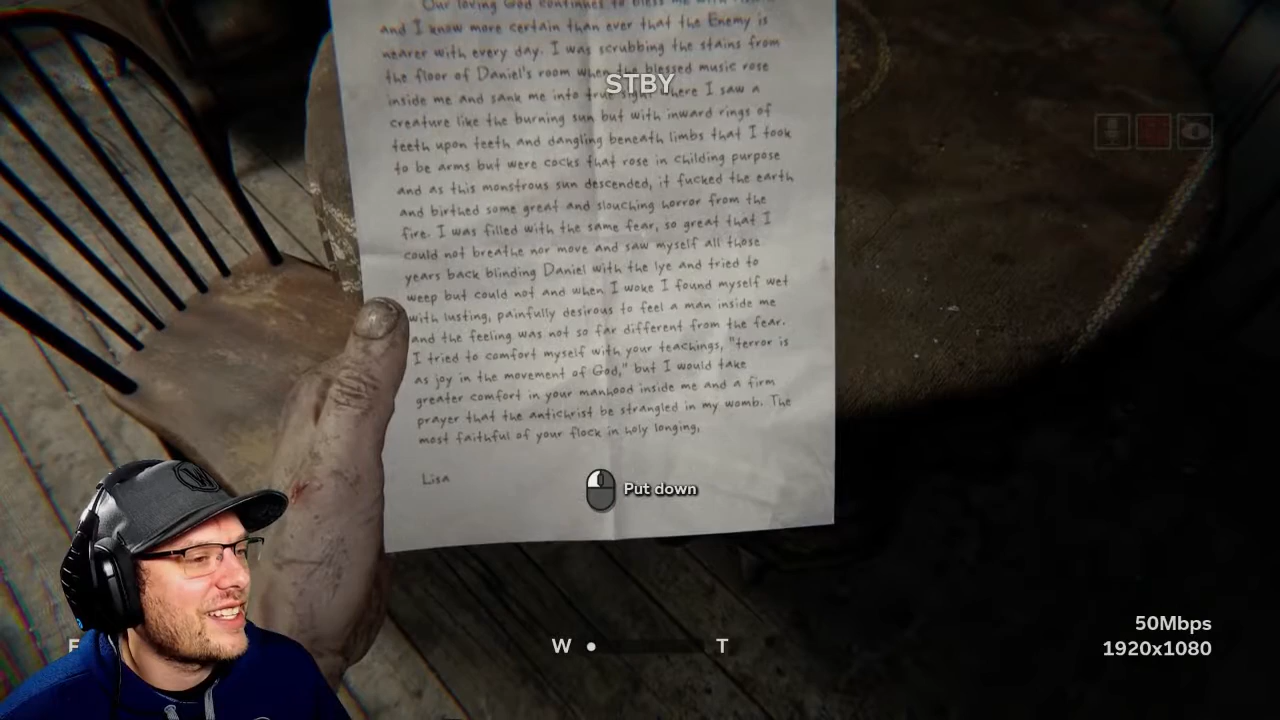 Our loving God continues to bless me with
and I know more certain than ever that the Enemy is
nearer with every day. I was scrubbing the stains from
the floor of Daniel's room when the blessed music rose
STBY
inside me and sank me into true sight where I saw a
creature like the burning sun but with inward rings of
teeth upon teeth and dangling beneath limbs that I took
to be arms but were cocks that rose in childing purpose
and as this monstrous sun descended, it fucked the earth
and birthed some great and slouching horror from the
fire. I was filled with the same fear, so great that I
could not breathe nor move and saw myself all those
years back blinding Daniel with the lye and tried to
weep but could not and when I woke I found myself wet
with lusting, painfully desirous to feel a man inside me
and the feeling was not so far different from the fear.
I tried to comfort myself with your teachings, "terror is
as joy in the movement of God," but I would take
greater comfort in your manhood inside me and a firm
prayer that the antichrist be strangled in my womb. The
most faithful of your flock in holy longing,
Lisa
Put down
W
50Mbps
W T
1920x1080